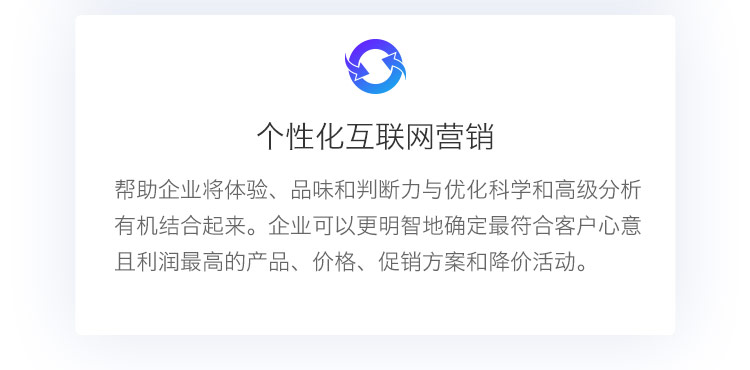 个性化互联网营销
帮助企业将体验、品味和判断力与优化科学和高级分析
有机结合起来。企业可以更明智地确定最符合客户心意
且利润最高的产品、价格、促销方案和降价活动。